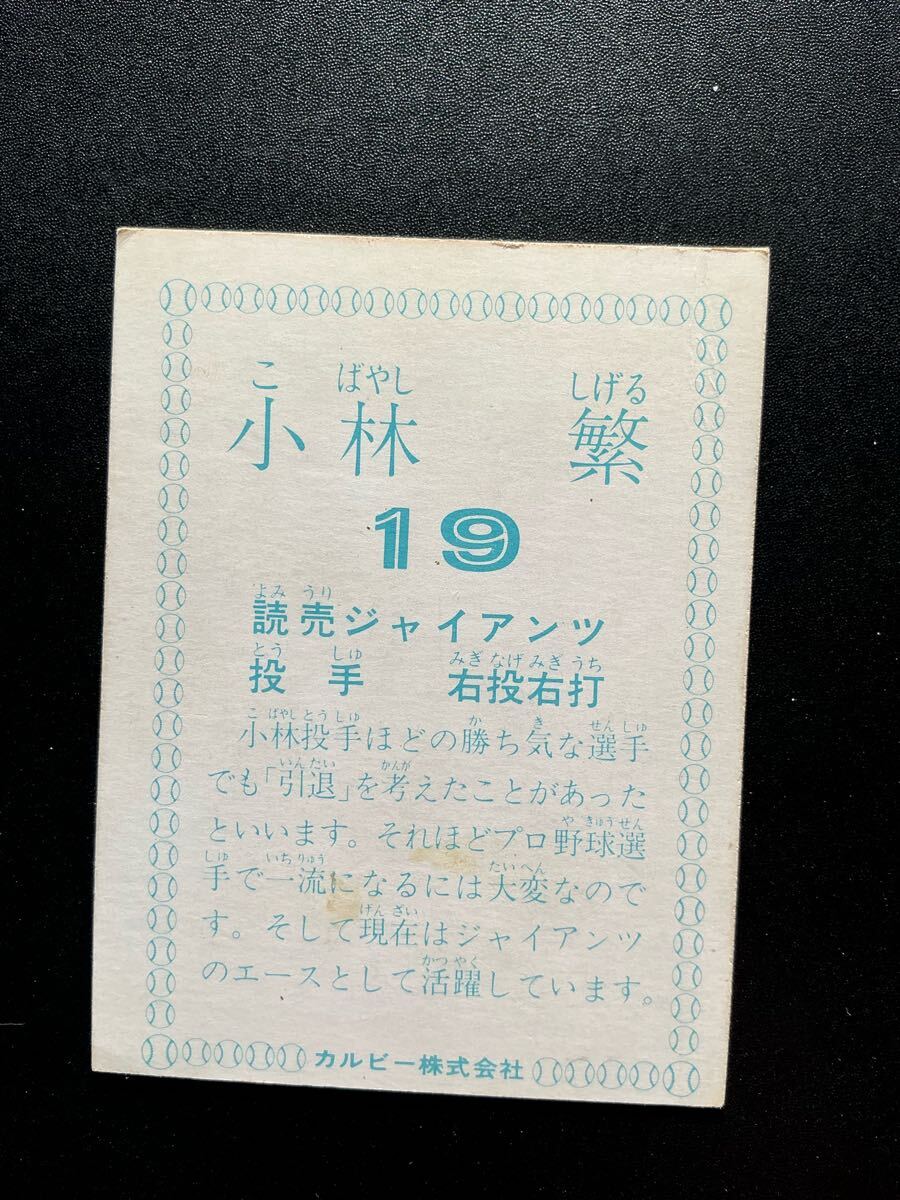 こ ばやし しげる
小林 繁
19
よみ うり
読売ジャイアンツ
とう しゅ みぎ なげ みぎ うち
投手 右投右打
こ ばやし とう しゅ か き せん しゅ
小林投手ほどの勝ち気な選手
いんたい かんが
でも「引退」を考えたことがあった
や きゅう せん
といいます。それほどプロ野球選
しゅ いち りゅう たい へん
手で一流になるには大変なので
げん ざい
す。そして現在はジャイアンツ
かつ やく
のエースとして活躍しています。
カルビー株式会社